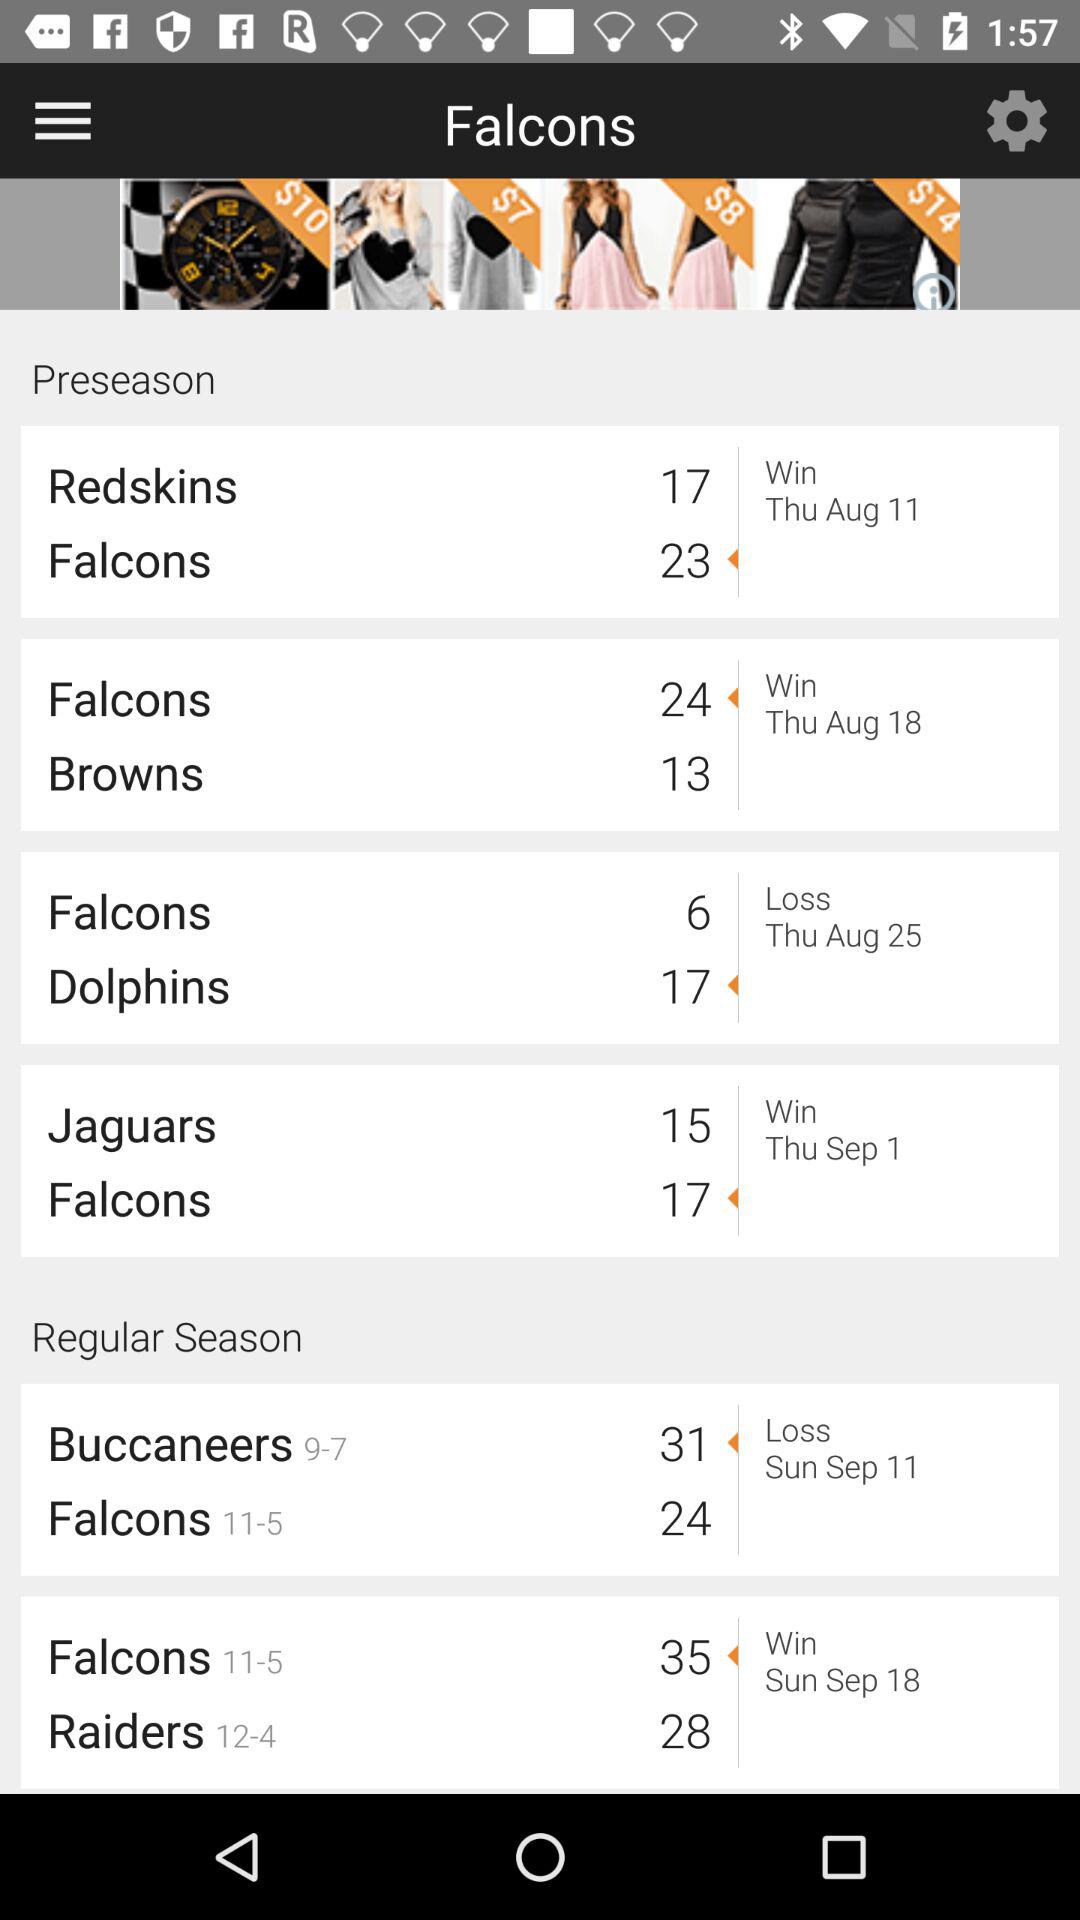 1:57
Falcons
$10 $7 $8 $14
Preseason
Redskins 17 Win
Thu Aug 11
Falcons 23
Falcons 24 Win
Thu Aug 18
Browns 13
Falcons 6 Loss
Thu Aug 25
Dolphins 17
Jaguars 15 Win
Thu Sep 1
Falcons 17
Regular Season
Buccaneers 9-7 31 Loss
Sun Sep 11
Falcons 11-5 24
Falcons 11-5 35 Win
Sun Sep 18
Raiders 12-4 28